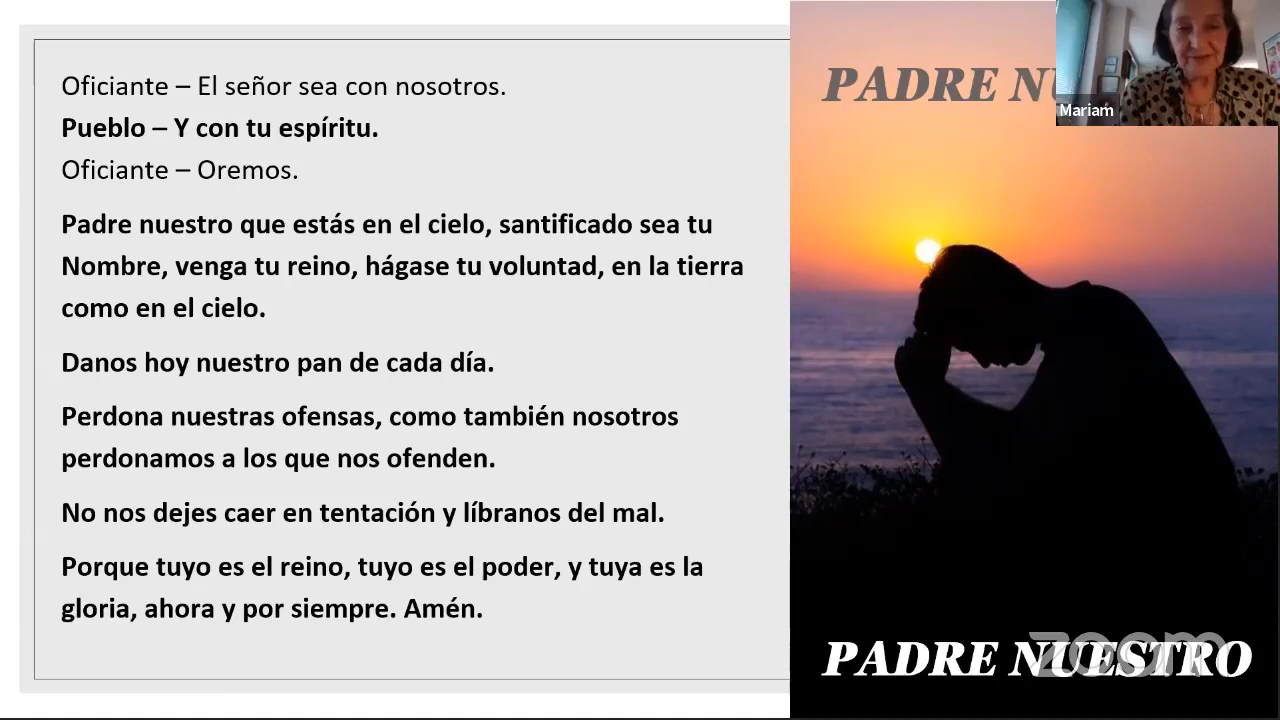 Oficiante – El señor sea con nosotros.
Pueblo – Y con tu espíritu.
Oficiante – Oremos.
Padre nuestro que estás en el cielo, santificado sea tu
Nombre, venga tu reino, hágase tu voluntad, en la tierra
como en el cielo.
Danos hoy nuestro pan de cada día.
Perdona nuestras ofensas, como también nosotros
perdonamos a los que nos ofenden.
No nos dejes caer en tentación y líbranos del mal.
Porque tuyo es el reino, tuyo es el poder, y tuya es la
gloria, ahora y por siempre. Amén.
PADRE NU
Mariam
PADRE NUESTRO
zoom